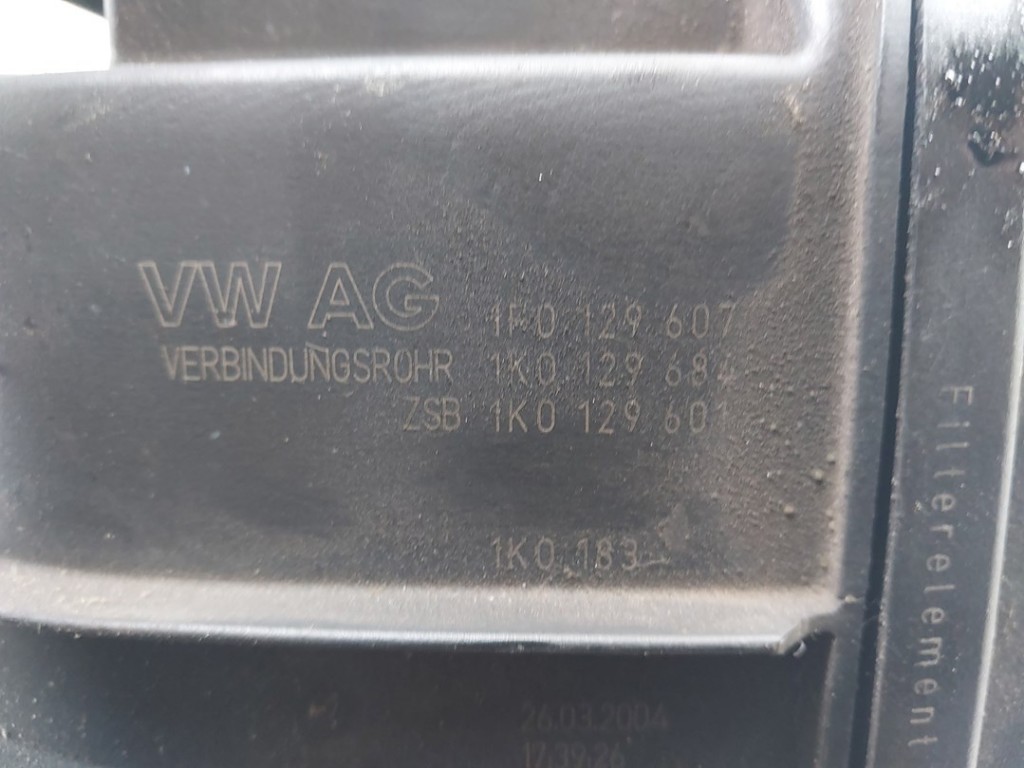 VW AG
1F0 129 607
VERBINDUNGSROHR 1K0 129 684
ZSB 1K0 129 601
1K0 183
26.03.2004
17:39:26
Filterelement